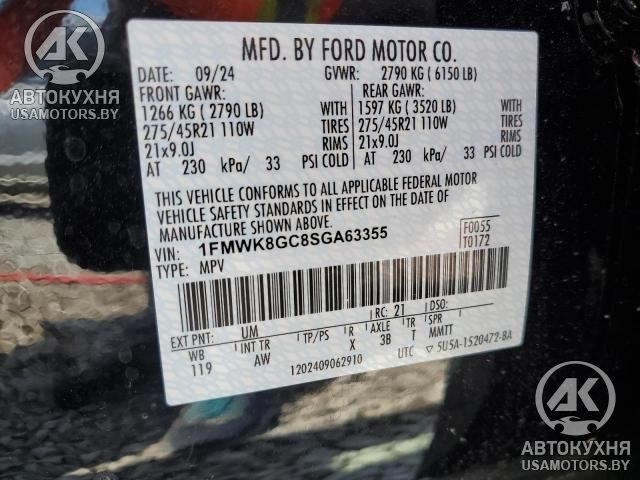 АК
АВТОКУХНЯ
USAMOTORS.BY
MFD. BY FORD MOTOR CO.
DATE: 09/24 GVWR: 2790 KG ( 6150 LB)
FRONT GAWR: REAR GAWR:
1266 KG ( 2790 LB) WITH 1597 KG ( 3520 LB) WITH
275/45R21 110W TIRES 275/45R21 110W TIRES
21x9.0J RIMS 21x9.0J RIMS
AT 230 kPa/ 33 PSI COLD AT 230 kPa/ 33 PSI COLD
THIS VEHICLE CONFORMS TO ALL APPLICABLE FEDERAL MOTOR
VEHICLE SAFETY STANDARDS IN EFFECT ON THE DATE OF
MANUFACTURE SHOWN ABOVE.
VIN: 1FMWK8GC8SGA63355 F0055
TYPE: MPV T0172
EXT PNT: UM RC: 21 DSO:
WB INT TR TP/PS R AXLE TR SPR
119 AW X 3B T MMTT
1202409062910 UTC ▽ 5U5A-1520472-BA
АК
АВТОКУХНЯ
USAMOTORS.BY